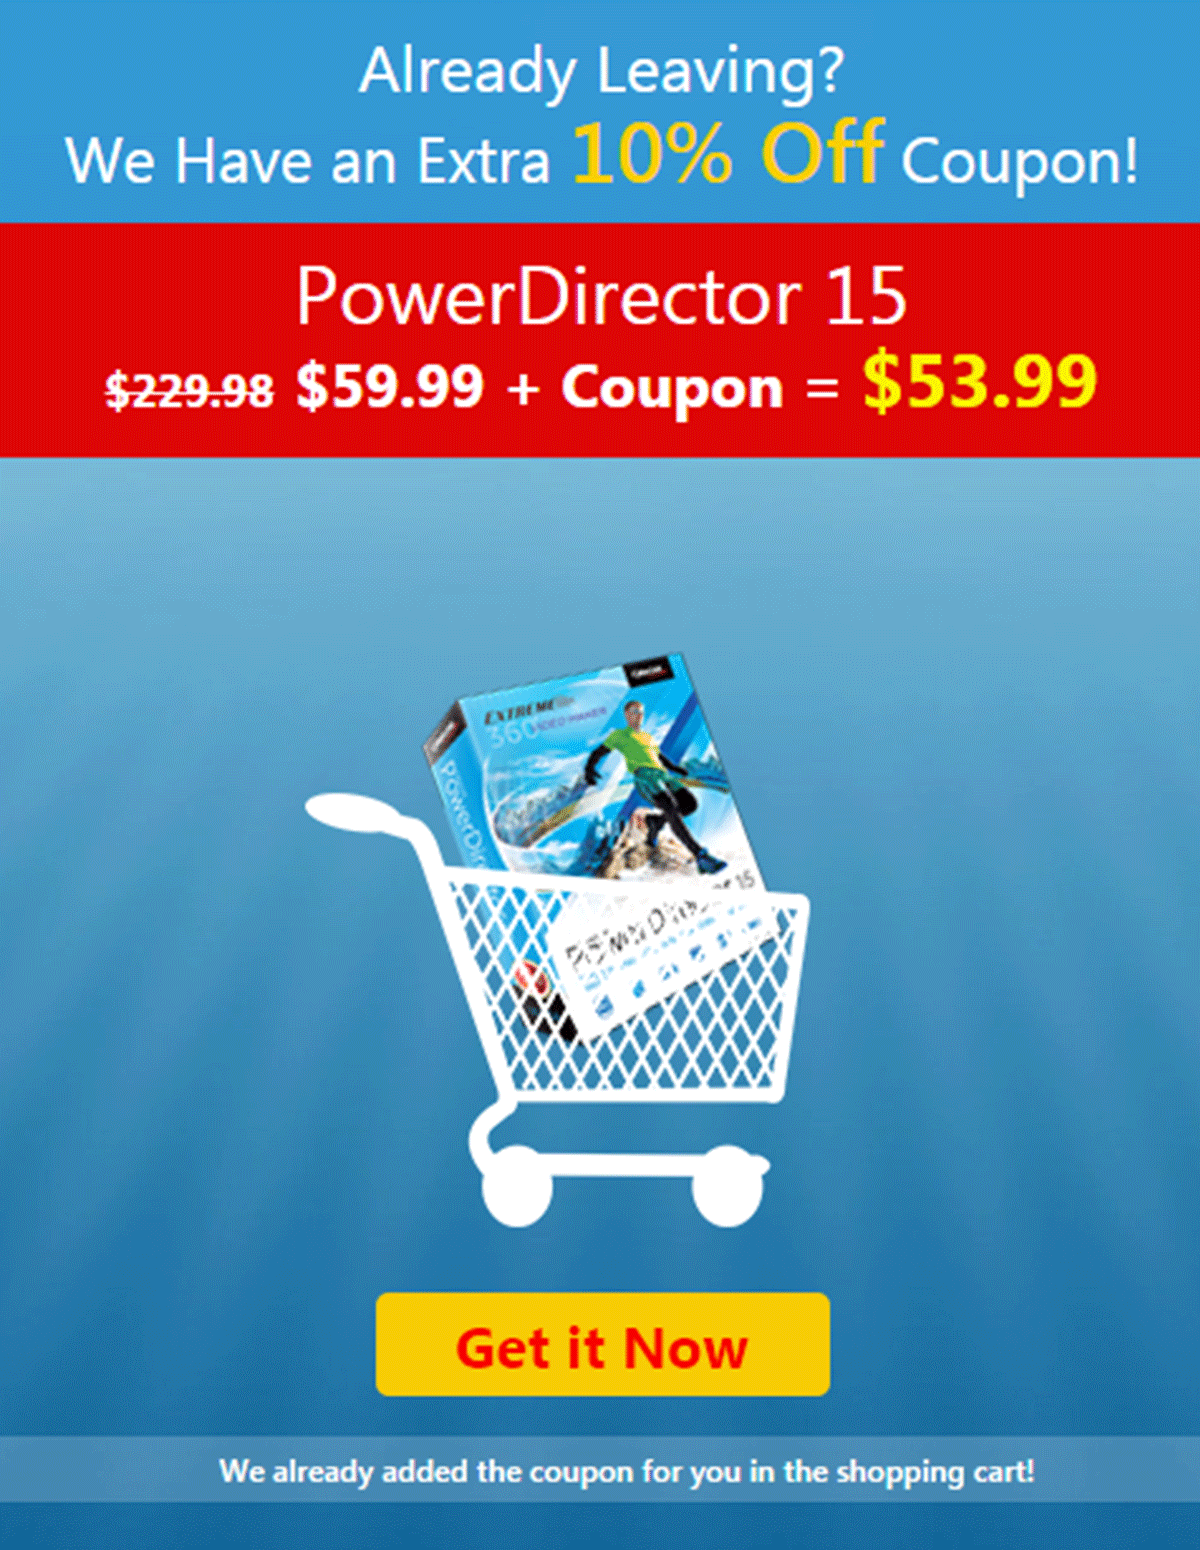 Already Leaving?
We Have an Extra 10% Off Coupon!
PowerDirector 15
$229.98 $59.99 + Coupon = $53.99
EXTREME
360 VIDEO MAKER
PowerDir
15
Get it Now
We already added the coupon for you in the shopping cart!